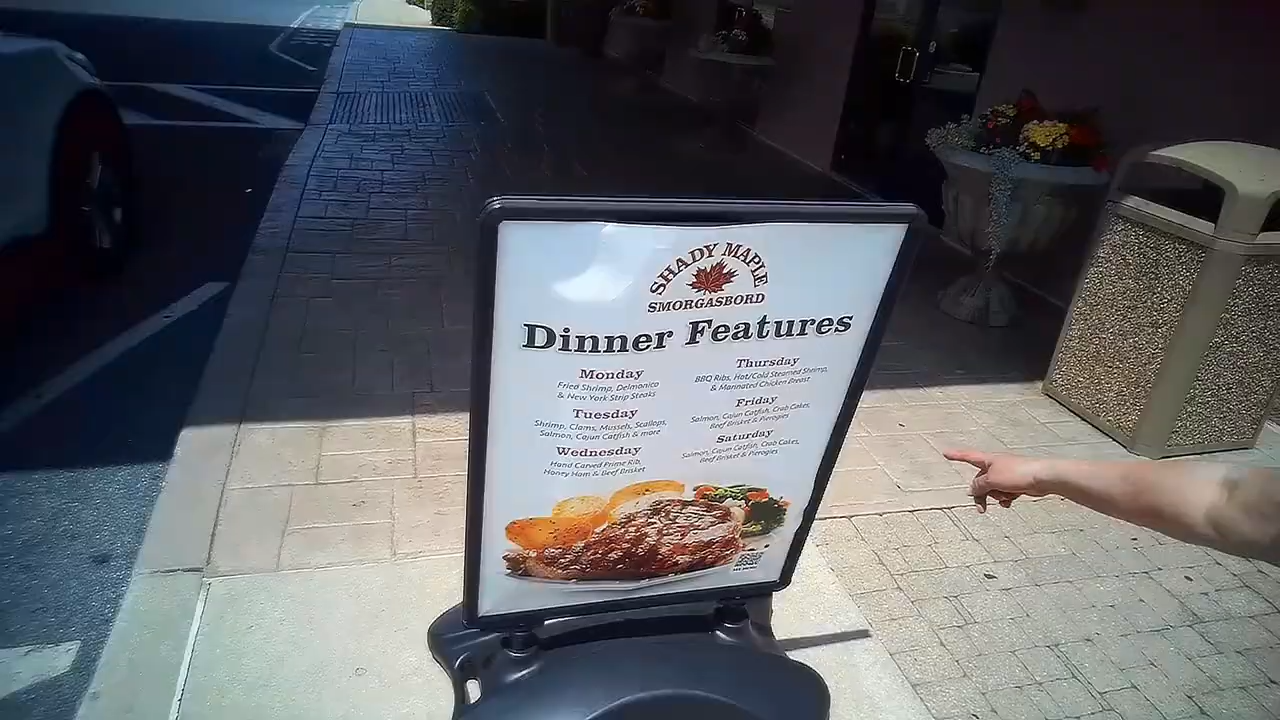 SHADY MAPLE
SMORGASBORD
Dinner Features
Monday
Fried Shrimp, Delmonico
& New York Strip Steaks
Tuesday
Shrimp, Clams, Mussels, Scallops,
Salmon, Cajun Catfish & more
Wednesday
Hand Carved Prime Rib,
Honey Ham & Beef Brisket
Thursday
BBQ Ribs, Hot/Cold Steamed Shrimp,
& Marinated Chicken Breast
Friday
Salmon, Cajun Catfish, Crab Cakes,
Beef Brisket & Pierogies
Saturday
Salmon, Cajun Catfish, Crab Cakes,
Beef Brisket & Pierogies